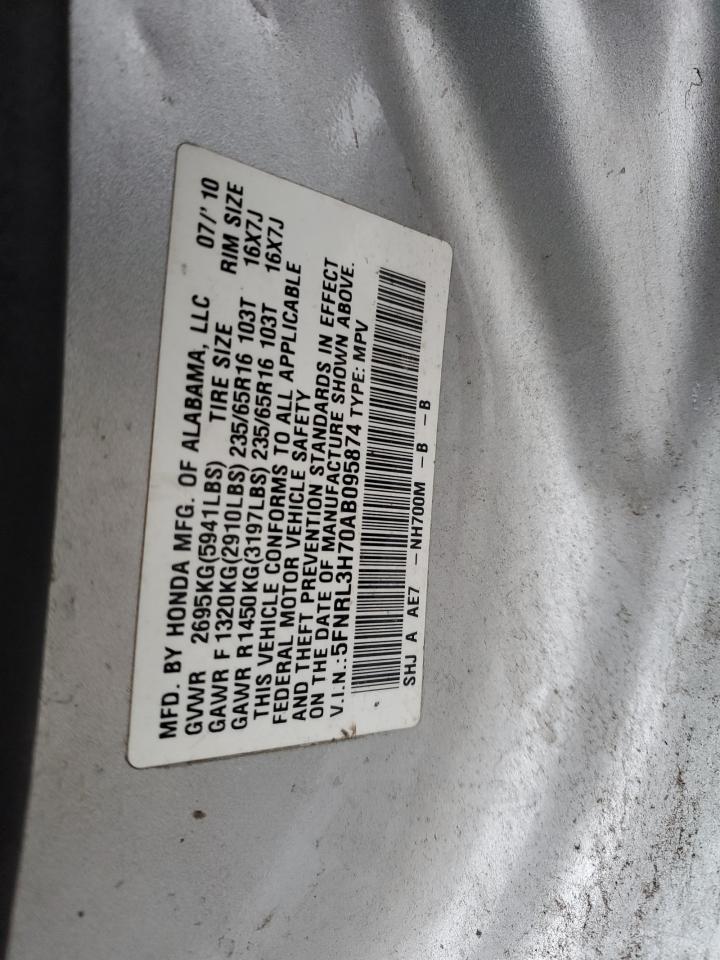 MFD. BY HONDA MFG. OF ALABAMA, LLC 07/' 10
GVWR 2695KG(5941LBS) TIRE SIZE RIM SIZE
GAWR F 1320KG(2910LBS) 235/65R16 103T 16X7J
GAWR R1450KG(3197LBS) 235/65R16 103T 16X7J
THIS VEHICLE CONFORMS TO ALL APPLICABLE
FEDERAL MOTOR VEHICLE SAFETY
AND THEFT PREVENTION STANDARDS IN EFFECT
ON THE DATE OF MANUFACTURE SHOWN ABOVE.
V.I.N.:5FNRL3H70AB095874 TYPE: MPV
SHJ A AE7 -NH700M -B -B